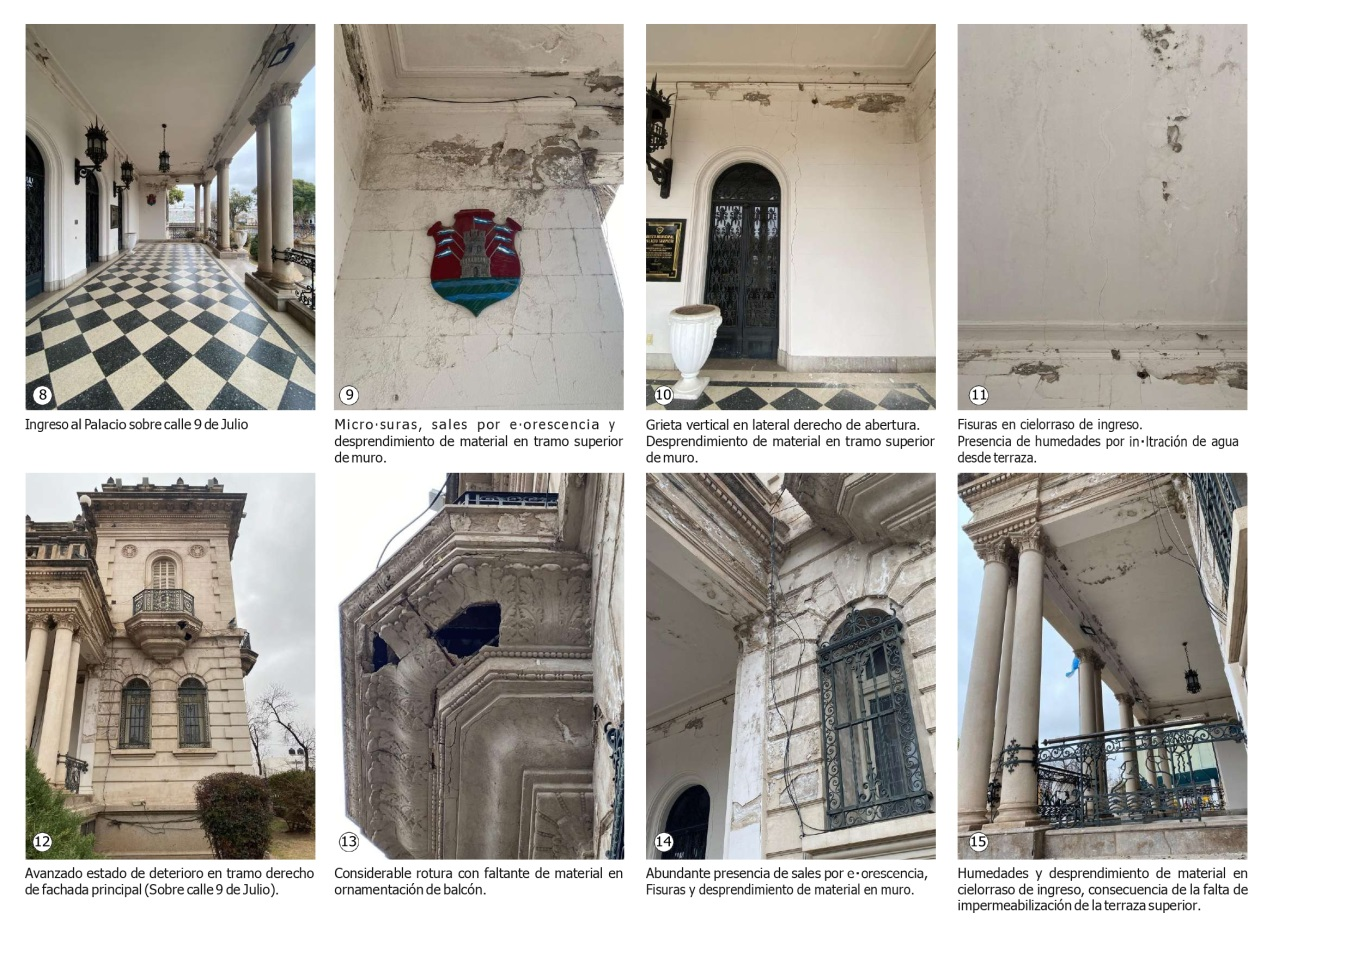 8
Ingreso al Palacio sobre calle 9 de Julio
9
Micro·suras, sales por e·orescencia y
desprendimiento de material en tramo superior
de muro.
10
Grieta vertical en lateral derecho de abertura.
Desprendimiento de material en tramo superior
de muro.
11
Fisuras en cielorraso de ingreso.
Presencia de humedades por in·ltración de agua
desde terraza.
12
Avanzado estado de deterioro en tramo derecho
de fachada principal (Sobre calle 9 de Julio).
13
Considerable rotura con faltante de material en
ornamentación de balcón.
14
Abundante presencia de sales por e·orescencia,
Fisuras y desprendimiento de material en muro.
15
Humedades y desprendimiento de material en
cielorraso de ingreso, consecuencia de la falta de
impermeabilización de la terraza superior.